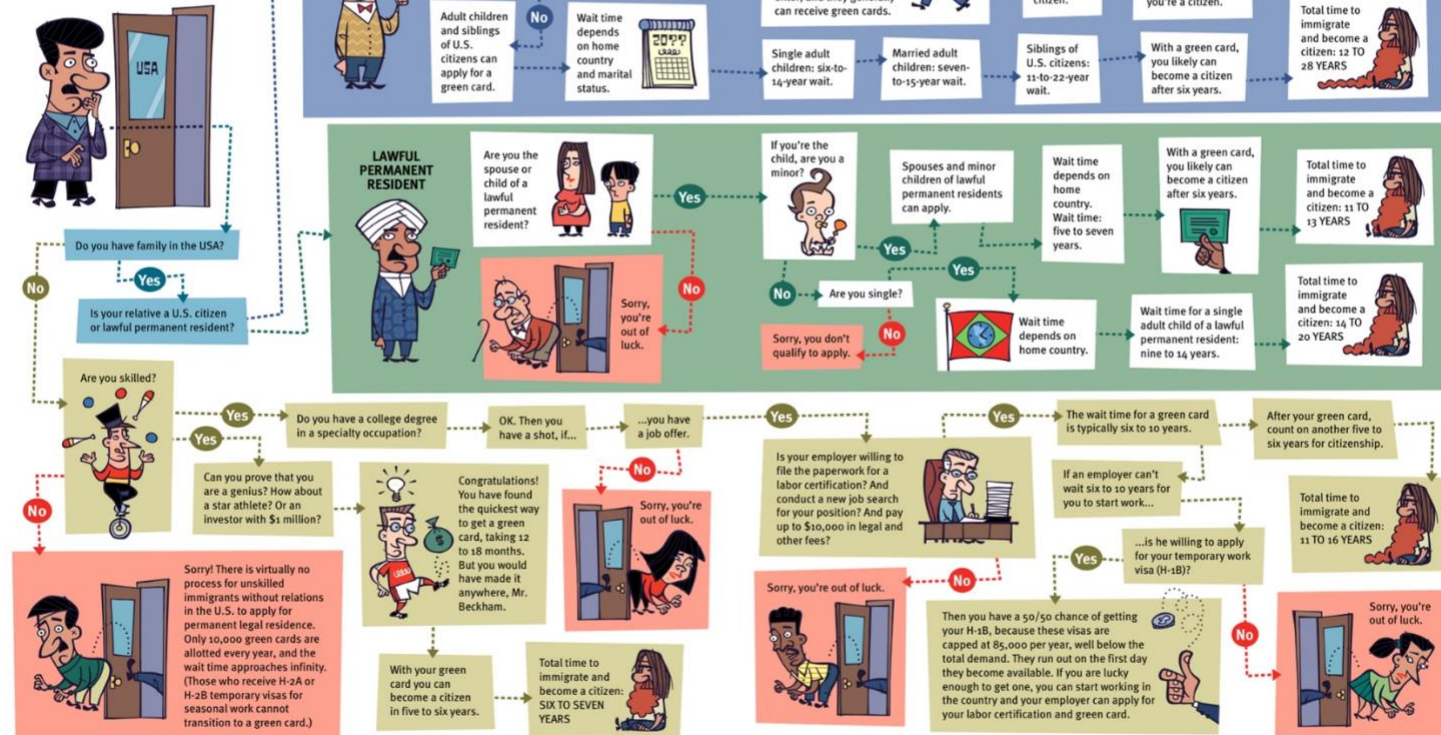 can receive green cards.
citizen.
you're a citizen.
USA
No
Adult children
and siblings
of U.S.
citizens can
apply for a
green card.
Wait time
depends
on home
country
and marital
status.
20??
Single adult
children: six-to-
14-year wait.
Married adult
children: seven-
to-15-year wait.
Siblings of
U.S. citizens:
11-to-22-year
wait.
With a green card,
you likely can
become a citizen
after six years.
Total time to
immigrate
and become a
citizen: 12 TO
28 YEARS
Do you have family in the USA?
Yes
No
Is your relative a U.S. citizen
or lawful permanent resident?
LAWFUL
PERMANENT
RESIDENT
Are you the
spouse or
child of a
lawful
permanent
resident?
Yes
No
Sorry,
you're
out of
luck.
If you're the
child, are you a
minor?
Yes
Spouses and minor
children of lawful
permanent residents
can apply.
Wait time
depends on
home
country.
Wait time:
five to seven
years.
With a green card,
you likely can
become a citizen
after six years.
Total time to
immigrate
and become a
citizen: 11 TO
13 YEARS
No
Are you single?
Yes
No
Sorry, you don't
qualify to apply.
Wait time
depends on
home country.
Wait time for a single
adult child of a lawful
permanent resident:
nine to 14 years.
Total time to
immigrate
and become a
citizen: 14 TO
20 YEARS
Are you skilled?
Yes
Do you have a college degree
in a specialty occupation?
OK. Then you
have a shot, if...
...you have
a job offer.
No
Sorry, you're
out of luck.
Yes
Can you prove that you
are a genius? How about
a star athlete? Or an
investor with $1 million?
Congratulations!
You have found
the quickest way
to get a green
card, taking 12
to 18 months.
But you would
have made it
anywhere, Mr.
Beckham.
With your green
card you can
become a citizen
in five to six years.
Total time to
immigrate and
become a citizen:
SIX TO SEVEN
YEARS
No
Sorry! There is virtually no
process for unskilled
immigrants without relations
in the U.S. to apply for
permanent legal residence.
Only 10,000 green cards are
allotted every year, and the
wait time approaches infinity.
(Those who receive H-2A or
H-2B temporary visas for
seasonal work cannot
transition to a green card.)
Yes
Is your employer willing to
file the paperwork for a
labor certification? And
conduct a new job search
for your position? And pay
up to $10,000 in legal and
other fees?
No
Sorry, you're out of luck.
Yes
The wait time for a green card
is typically six to 10 years.
After your green card,
count on another five to
six years for citizenship.
Total time to
immigrate and
become a citizen:
11 TO 16 YEARS
If an employer can't
wait six to 10 years for
you to start work...
...is he willing to apply
for your temporary work
visa (H-1B)?
Yes
Then you have a 50/50 chance of getting
your H-1B, because these visas are
capped at 85,000 per year, well below the
total demand. They run out on the first day
they become available. If you are lucky
enough to get one, you can start working in
the country and your employer can apply for
your labor certification and green card.
No
Sorry, you're
out of luck.